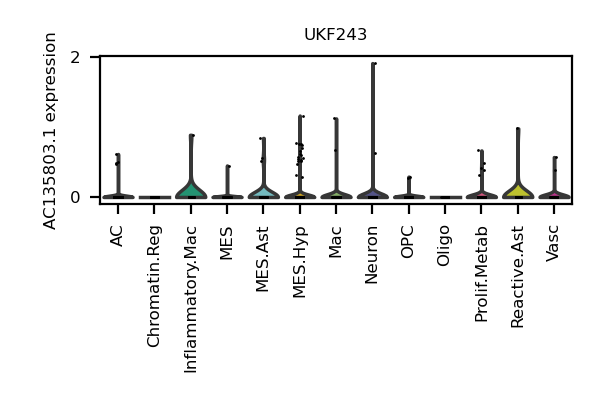 UKF243
AC135803.1 expression
2
0
AC
Chromatin.Reg
Inflammatory.Mac
MES
MES.Ast
MES.Hyp
Mac
Neuron
OPC
Oligo
Prolif.Metab
Reactive.Ast
Vasc